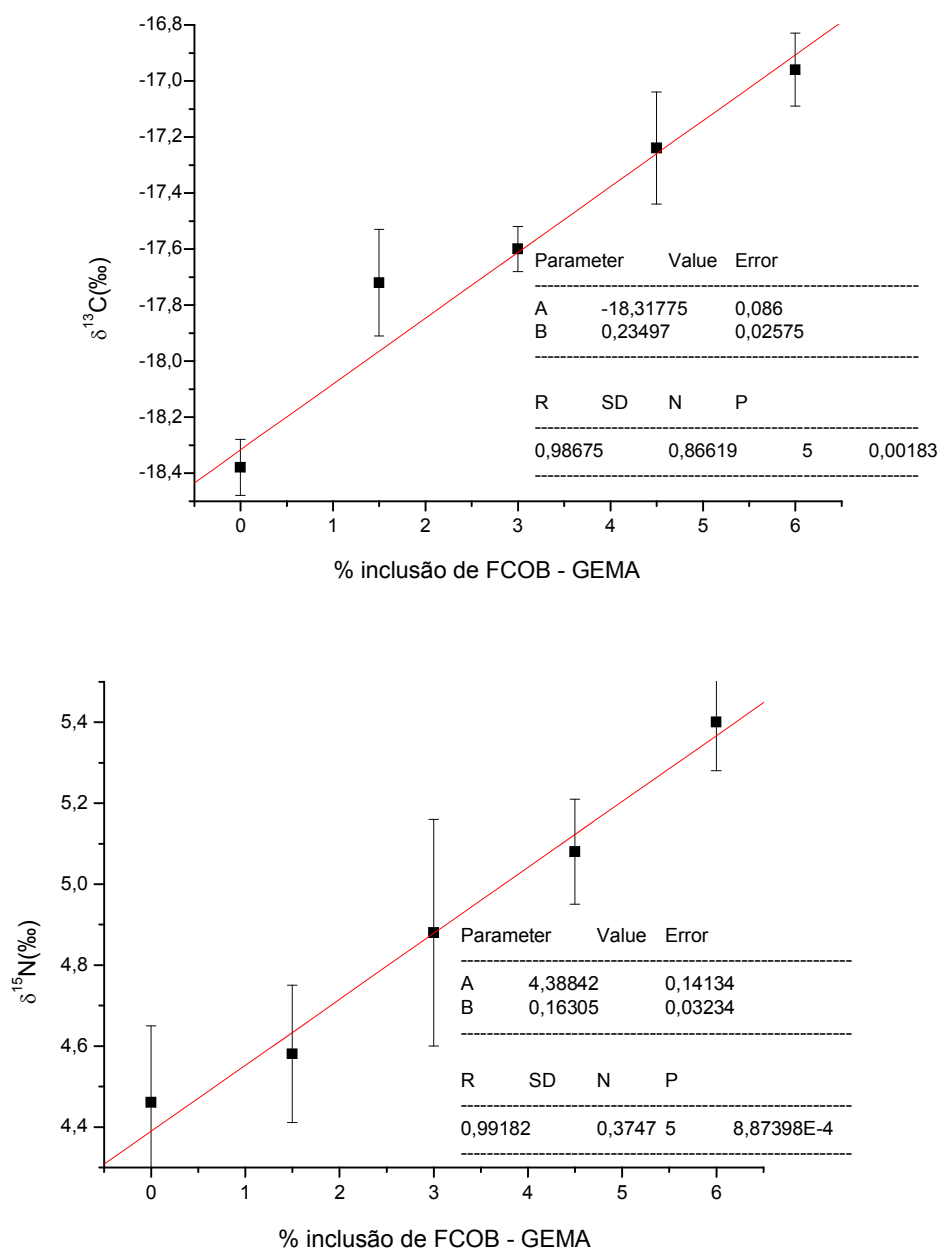 -16,8
-17,0
-17,2
-17,4
-17,6
-17,8
-18,0
-18,2
-18,4
δ13C(‰)
Parameter Value Error
A -18,31775 0,086
B 0,23497 0,02575
R SD N P
0,98675 0,86619 5 0,00183
0 1 2 3 4 5 6
% inclusão de FCOB - GEMA
5,4
5,2
5,0
4,8
4,6
4,4
δ15N(‰)
Parameter Value Error
A 4,38842 0,14134
B 0,16305 0,03234
R SD N P
0,99182 0,3747 5 8,87398E-4
0 1 2 3 4 5 6
% inclusão de FCOB - GEMA